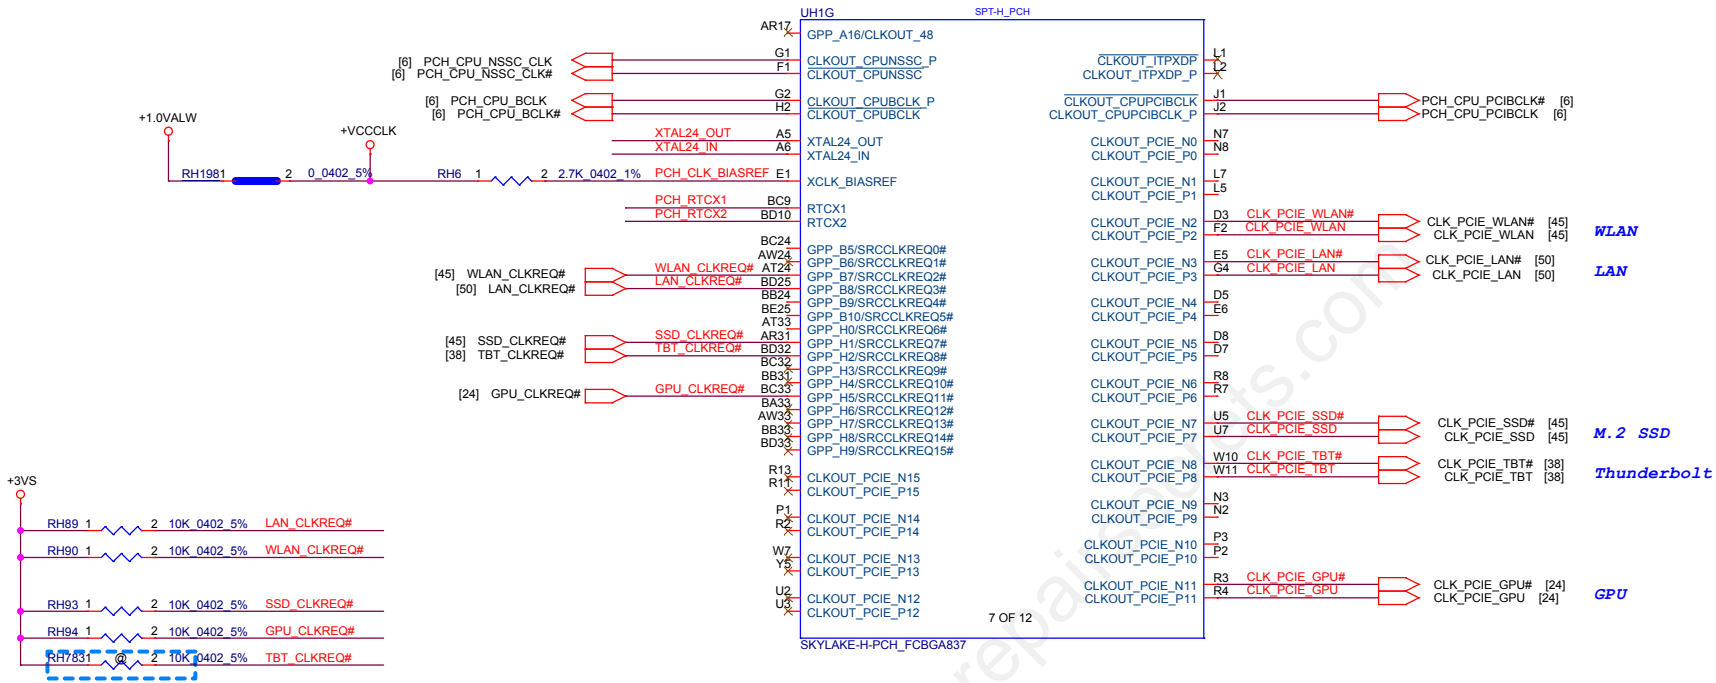 UH1G
SPT-H_PCH
AR17 GPP_A16/CLKOUT_48
[6] PCH_CPU_NSSC_CLK G1 CLKOUT_CPUNSSC_P
[6] PCH_CPU_NSSC_CLK# F1 CLKOUT_CPUNSSC
[6] PCH_CPU_BCLK G2 CLKOUT_CPUBCLK_P
[6] PCH_CPU_BCLK# H2 CLKOUT_CPUBCLK
XTAL24_OUT A5 XTAL24_OUT
XTAL24_IN A6 XTAL24_IN
+1.0VALW
+VCCCLK
RH198 1 2 0_0402_5% RH6 1 2 2.7K_0402_1% PCH_CLK_BIASREF E1 XCLK_BIASREF
PCH_RTCX1 BC9 RTCX1
PCH_RTCX2 BD10 RTCX2
BC24 GPP_B5/SRCCLKREQ0#
AW24 GPP_B6/SRCCLKREQ1#
[45] WLAN_CLKREQ# WLAN_CLKREQ# AT24 GPP_B7/SRCCLKREQ2#
[50] LAN_CLKREQ# LAN_CLKREQ# BD25 GPP_B8/SRCCLKREQ3#
BB24 GPP_B9/SRCCLKREQ4#
BE25 GPP_B10/SRCCLKREQ5#
AT33 GPP_H0/SRCCLKREQ6#
[45] SSD_CLKREQ# SSD_CLKREQ# AR31 GPP_H1/SRCCLKREQ7#
[38] TBT_CLKREQ# TBT_CLKREQ# BD32 GPP_H2/SRCCLKREQ8#
BC32 GPP_H3/SRCCLKREQ9#
BB31 GPP_H4/SRCCLKREQ10#
[24] GPU_CLKREQ# GPU_CLKREQ# BC33 GPP_H5/SRCCLKREQ11#
BA33 GPP_H6/SRCCLKREQ12#
AW33 GPP_H7/SRCCLKREQ13#
BB33 GPP_H8/SRCCLKREQ14#
BD33 GPP_H9/SRCCLKREQ15#
R13 CLKOUT_PCIE_N15
R11 CLKOUT_PCIE_P15
P1 CLKOUT_PCIE_N14
R2 CLKOUT_PCIE_P14
W7 CLKOUT_PCIE_N13
Y5 CLKOUT_PCIE_P13
U2 CLKOUT_PCIE_N12
U3 CLKOUT_PCIE_P12
CLKOUT_ITPXDP L1
CLKOUT_ITPXDP_P L2
CLKOUT_CPUPCIBCLK J1 PCH_CPU_PCIBCLK# [6]
CLKOUT_CPUPCIBCLK_P J2 PCH_CPU_PCIBCLK [6]
CLKOUT_PCIE_N0 N7
CLKOUT_PCIE_P0 N8
CLKOUT_PCIE_N1 L7
CLKOUT_PCIE_P1 L5
CLKOUT_PCIE_N2 D3 CLK_PCIE_WLAN# CLK_PCIE_WLAN# [45]
CLKOUT_PCIE_P2 F2 CLK_PCIE_WLAN CLK_PCIE_WLAN [45]
WLAN
CLKOUT_PCIE_N3 E5 CLK_PCIE_LAN# CLK_PCIE_LAN# [50]
CLKOUT_PCIE_P3 G4 CLK_PCIE_LAN CLK_PCIE_LAN [50]
LAN
CLKOUT_PCIE_N4 D5
CLKOUT_PCIE_P4 E6
CLKOUT_PCIE_N5 D8
CLKOUT_PCIE_P5 D7
CLKOUT_PCIE_N6 R8
CLKOUT_PCIE_P6 R7
CLKOUT_PCIE_N7 U5 CLK_PCIE_SSD# CLK_PCIE_SSD# [45]
CLKOUT_PCIE_P7 U7 CLK_PCIE_SSD CLK_PCIE_SSD [45]
M.2 SSD
CLKOUT_PCIE_N8 W10 CLK_PCIE_TBT# CLK_PCIE_TBT# [38]
CLKOUT_PCIE_P8 W11 CLK_PCIE_TBT CLK_PCIE_TBT [38]
Thunderbolt
CLKOUT_PCIE_N9 N3
CLKOUT_PCIE_P9 N2
CLKOUT_PCIE_N10 P3
CLKOUT_PCIE_P10 P2
CLKOUT_PCIE_N11 R3 CLK_PCIE_GPU# CLK_PCIE_GPU# [24]
CLKOUT_PCIE_P11 R4 CLK_PCIE_GPU CLK_PCIE_GPU [24]
GPU
7 OF 12
SKYLAKE-H-PCH_FCBGA837
+3VS
RH89 1 2 10K_0402_5% LAN_CLKREQ#
RH90 1 2 10K_0402_5% WLAN_CLKREQ#
RH93 1 2 10K_0402_5% SSD_CLKREQ#
RH94 1 2 10K_0402_5% GPU_CLKREQ#
RH783 1 @ 2 10K_0402_5% TBT_CLKREQ#
repairsecrets.com